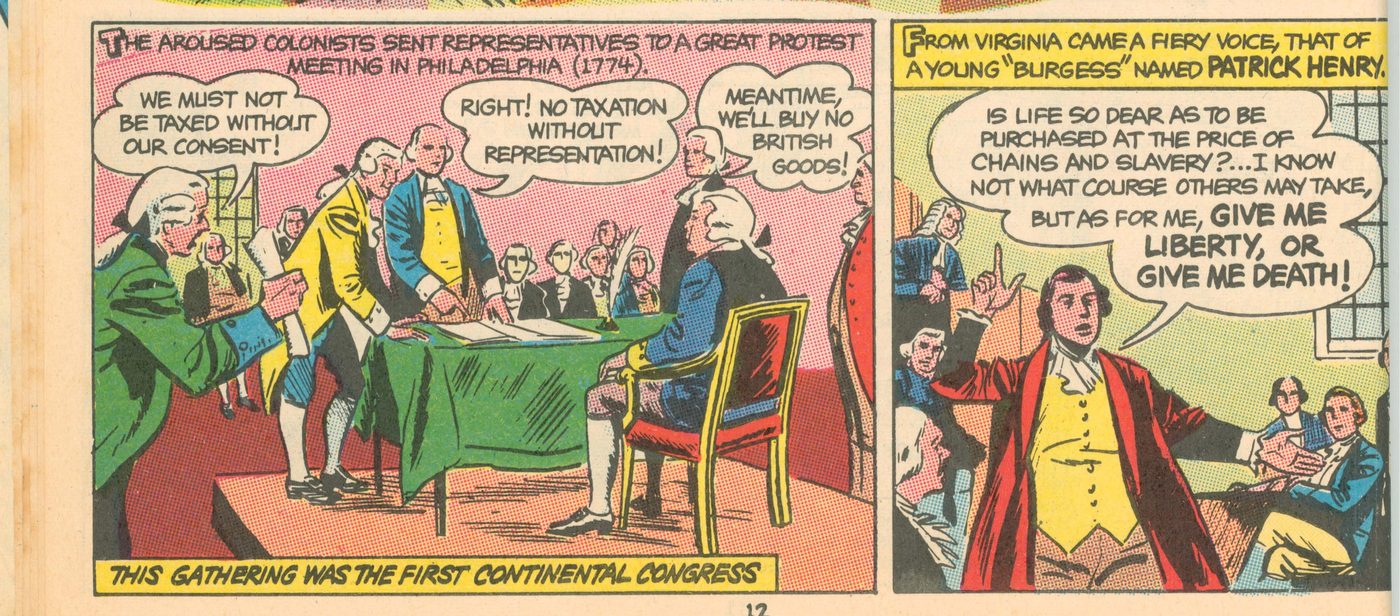 THE AROUSED COLONISTS SENT REPRESENTATIVES TO A GREAT PROTEST
MEETING IN PHILADELPHIA (1774).
WE MUST NOT
BE TAXED WITHOUT
OUR CONSENT!
RIGHT! NO TAXATION
WITHOUT
REPRESENTATION!
MEANTIME,
WE'LL BUY NO
BRITISH
GOODS!
THIS GATHERING WAS THE FIRST CONTINENTAL CONGRESS
FROM VIRGINIA CAME A FIERY VOICE, THAT OF
A YOUNG "BURGESS" NAMED PATRICK HENRY.
IS LIFE SO DEAR AS TO BE
PURCHASED AT THE PRICE OF
CHAINS AND SLAVERY?...I KNOW
NOT WHAT COURSE OTHERS MAY TAKE,
BUT AS FOR ME, GIVE ME
LIBERTY, OR
GIVE ME DEATH!
12